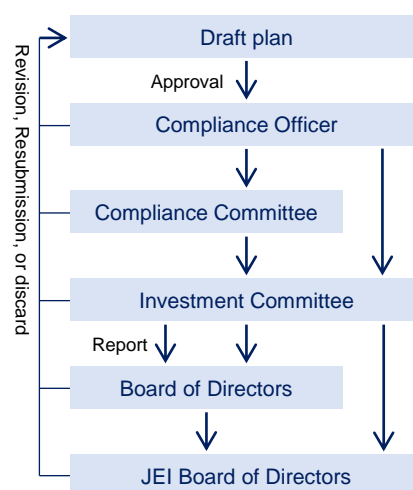 Draft plan
Approval
Compliance Officer
Compliance Committee
Investment Committee
Report
Board of Directors
JEI Board of Directors
Revision, Resubmission, or discard